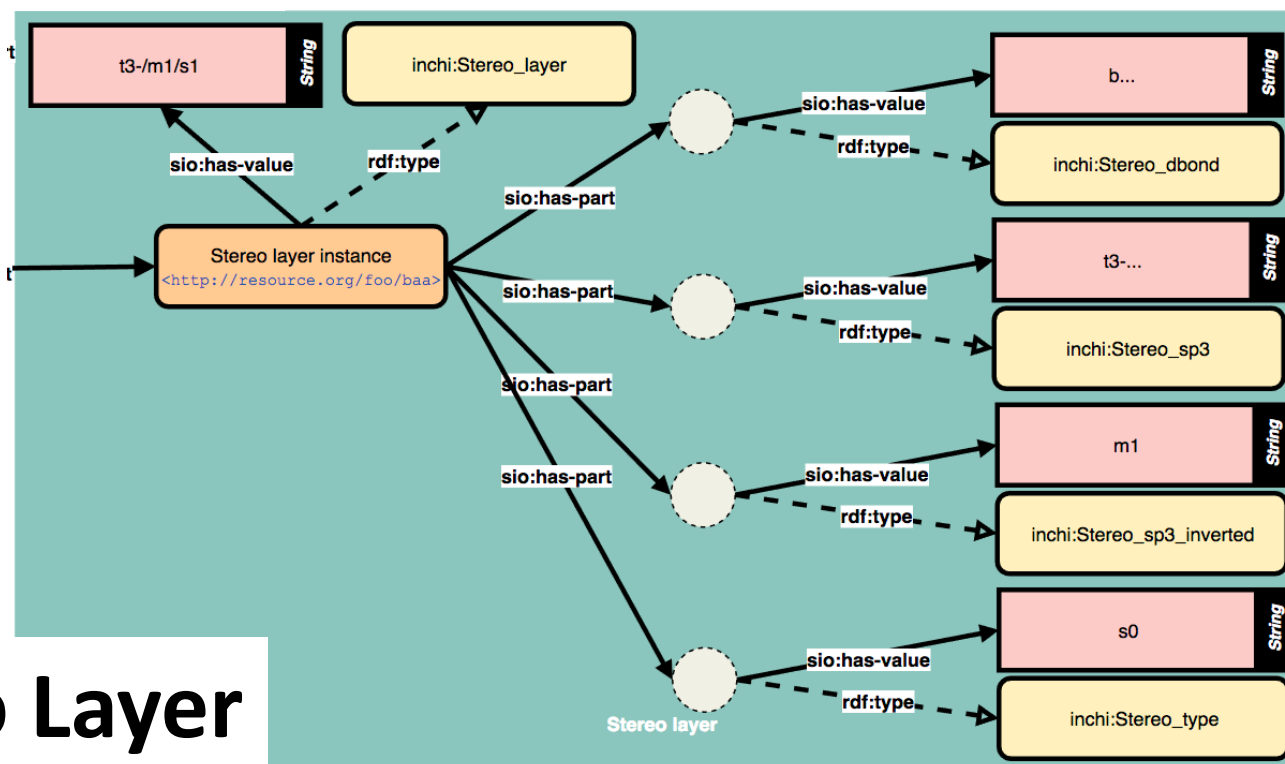 t3-/m1/s1
String
inchi:Stereo_layer
sio:has-value
rdf:type
Stereo layer instance
<http://resource.org/foo/baa>
sio:has-part
sio:has-value
rdf:type
b...
String
inchi:Stereo_dbond
sio:has-part
sio:has-value
rdf:type
t3-...
String
inchi:Stereo_sp3
sio:has-part
sio:has-value
rdf:type
m1
String
inchi:Stereo_sp3_inverted
sio:has-part
sio:has-value
rdf:type
s0
String
inchi:Stereo_type
Stereo layer
Layer